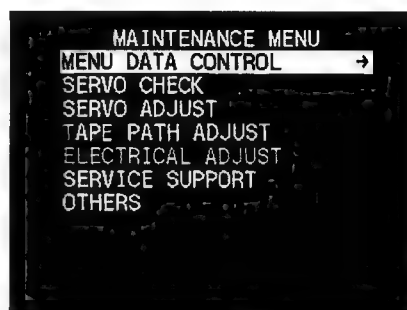 MAINTENANCE MENU
MENU DATA CONTROL →
SERVO CHECK
SERVO ADJUST
TAPE PATH ADJUST
ELECTRICAL ADJUST
SERVICE SUPPORT
OTHERS